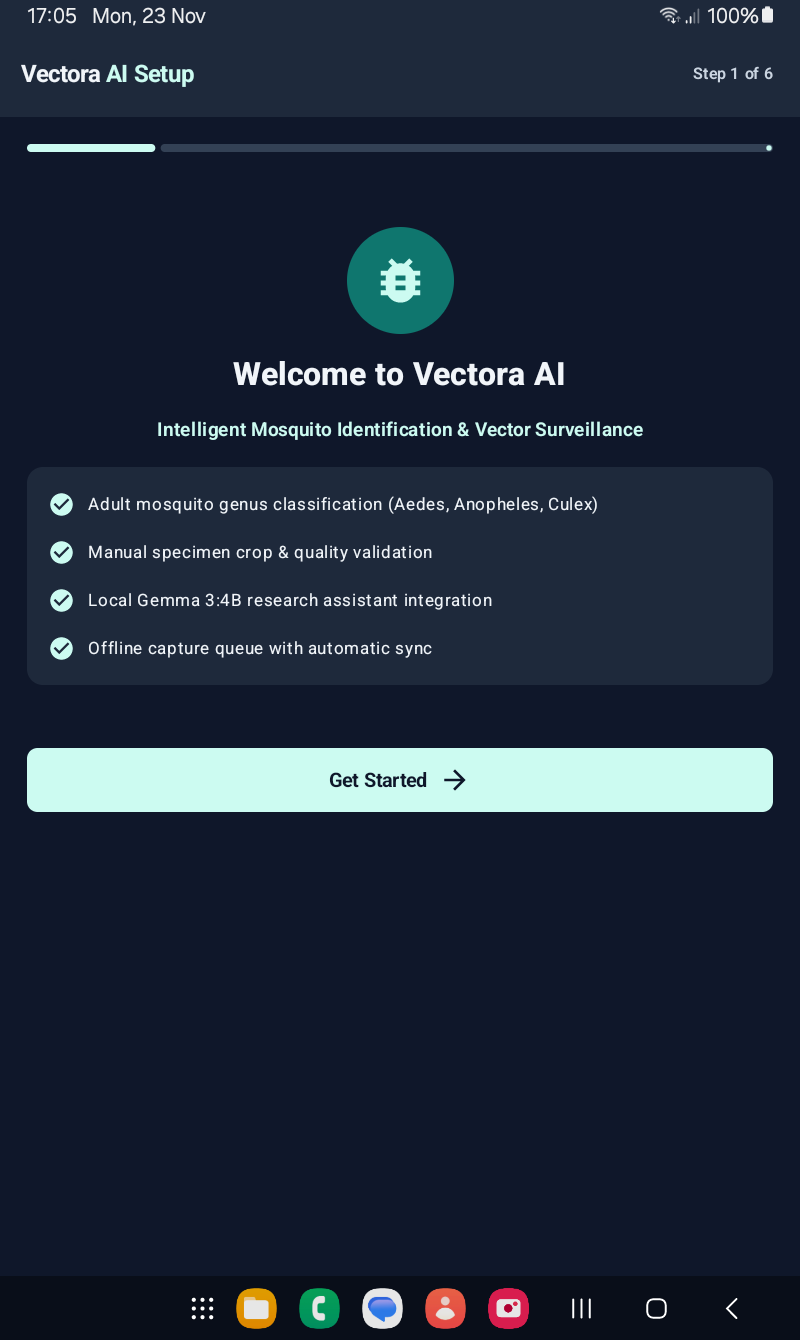 17:05 Mon, 23 Nov 100%
Vectora AI Setup Step 1 of 6
Welcome to Vectora AI
Intelligent Mosquito Identification & Vector Surveillance
Adult mosquito genus classification (Aedes, Anopheles, Culex)
Manual specimen crop & quality validation
Local Gemma 3:4B research assistant integration
Offline capture queue with automatic sync
Get Started